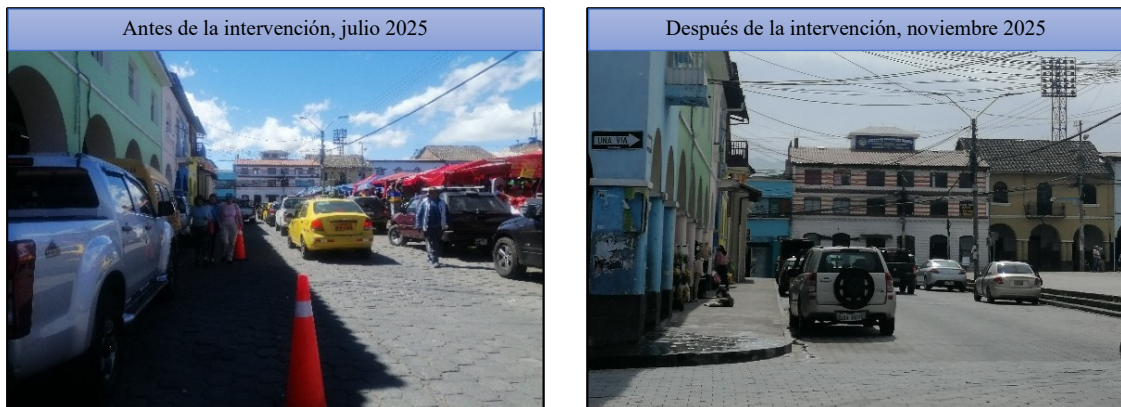 Antes de la intervención, julio 2025
Después de la intervención, noviembre 2025
UNA VIA